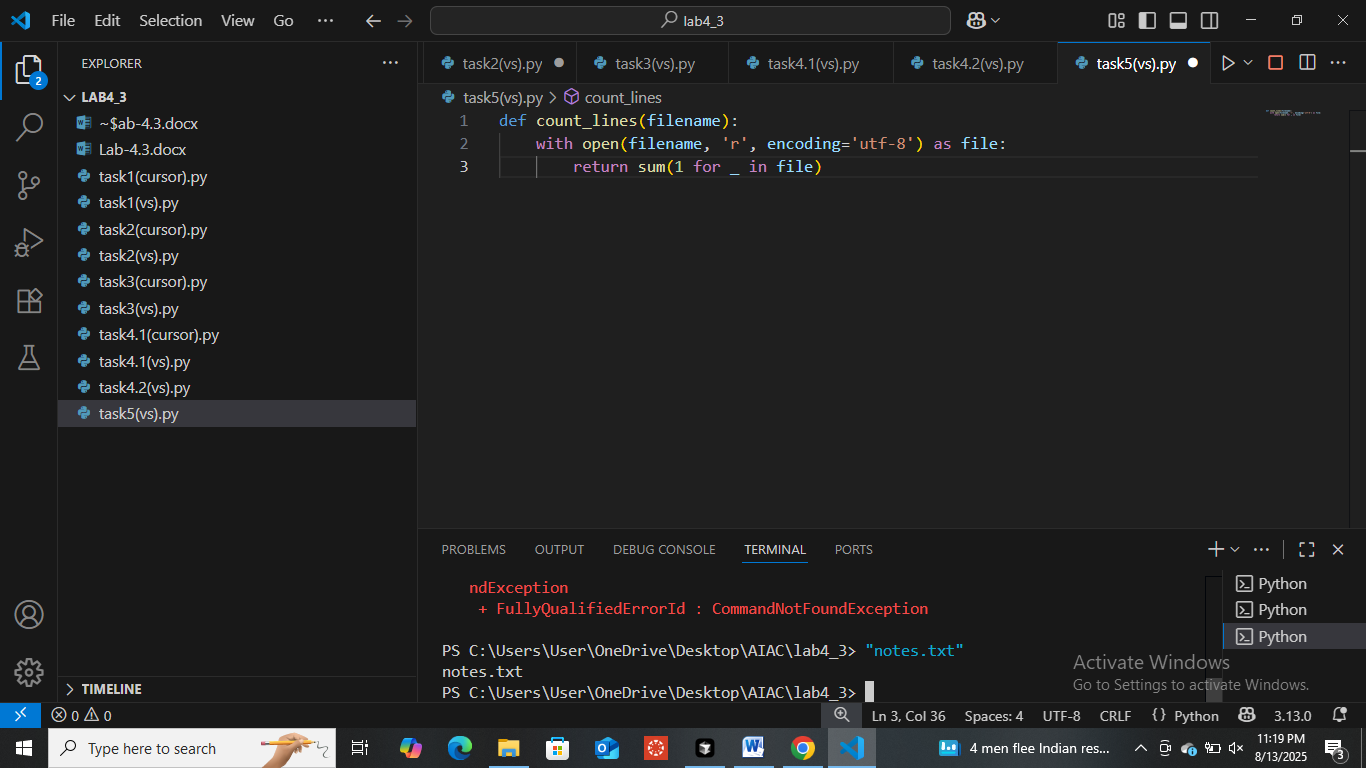 File Edit Selection View Go ··· lab4_3
EXPLORER ···
LAB4_3
~$ab-4.3.docx
Lab-4.3.docx
task1(cursor).py
task1(vs).py
task2(cursor).py
task2(vs).py
task3(cursor).py
task3(vs).py
task4.1(cursor).py
task4.1(vs).py
task4.2(vs).py
task5(vs).py
TIMELINE
2
task2(vs).py task3(vs).py task4.1(vs).py task4.2(vs).py task5(vs).py
task5(vs).py > count_lines
1 def count_lines(filename):
2 with open(filename, 'r', encoding='utf-8') as file:
3 return sum(1 for _ in file)
PROBLEMS OUTPUT DEBUG CONSOLE TERMINAL PORTS
ndException
+ FullyQualifiedErrorId : CommandNotFoundException
PS C:\Users\User\OneDrive\Desktop\AIAC\lab4_3> "notes.txt"
notes.txt
PS C:\Users\User\OneDrive\Desktop\AIAC\lab4_3>
Python
Python
Python
Activate Windows
Go to Settings to activate Windows.
0 0 Ln 3, Col 36 Spaces: 4 UTF-8 CRLF {} Python 3.13.0
Type here to search
4 men flee Indian res...
11:19 PM
8/13/2025
3